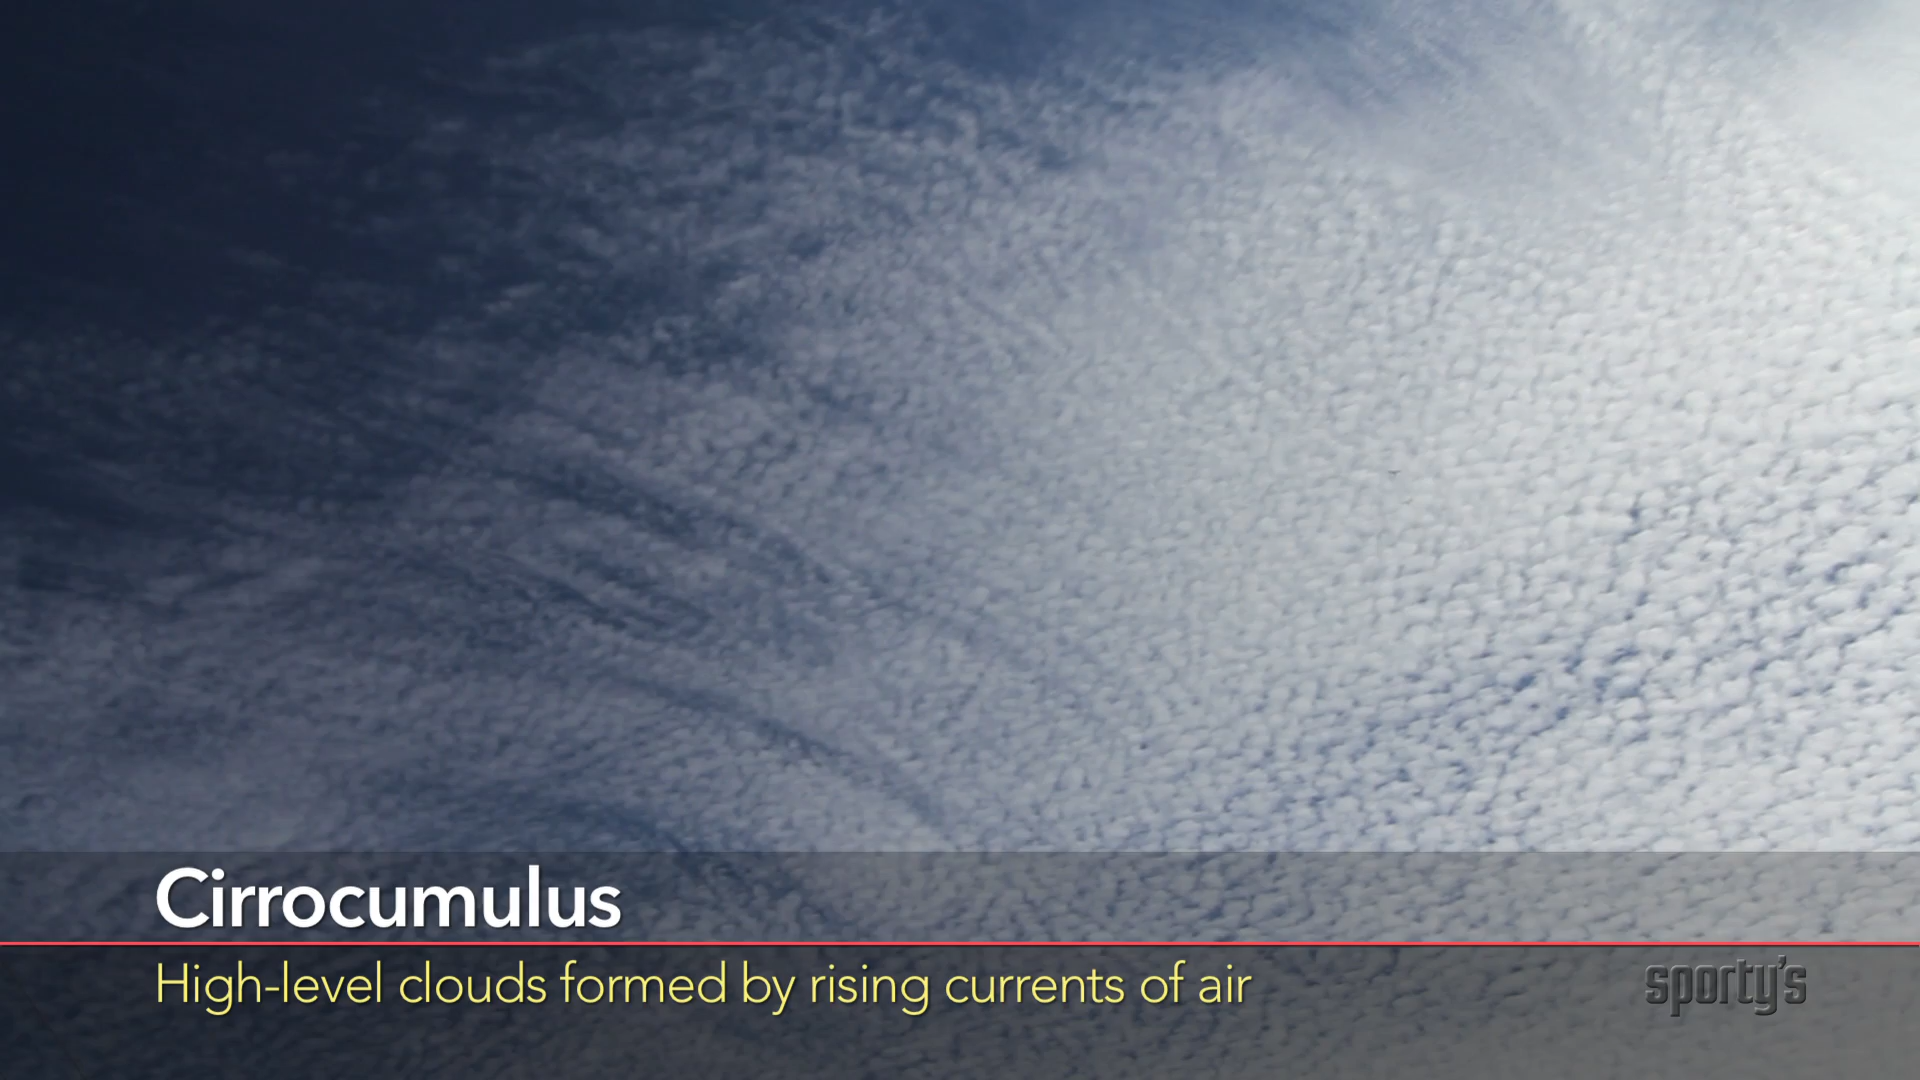 Cirrocumulus
High-level clouds formed by rising currents of air
sporty's